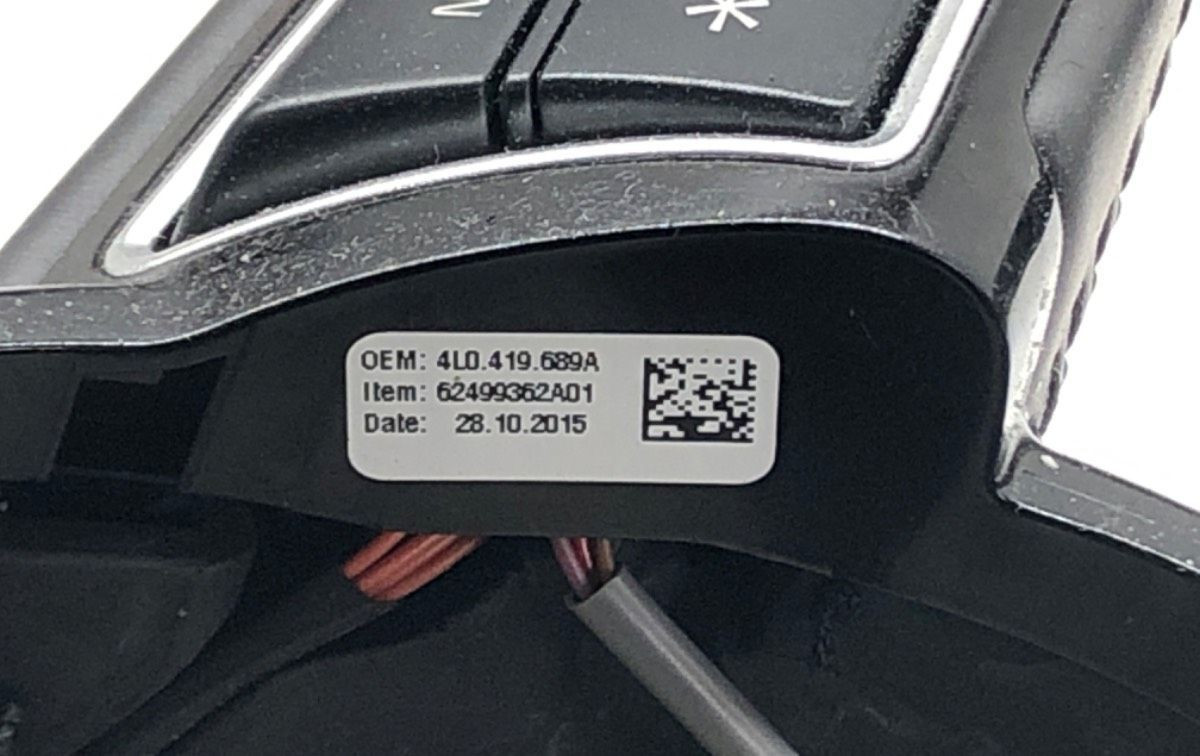 *
OEM: 4L0.419.689A
Item: 62499362A01
Date: 28.10.2015